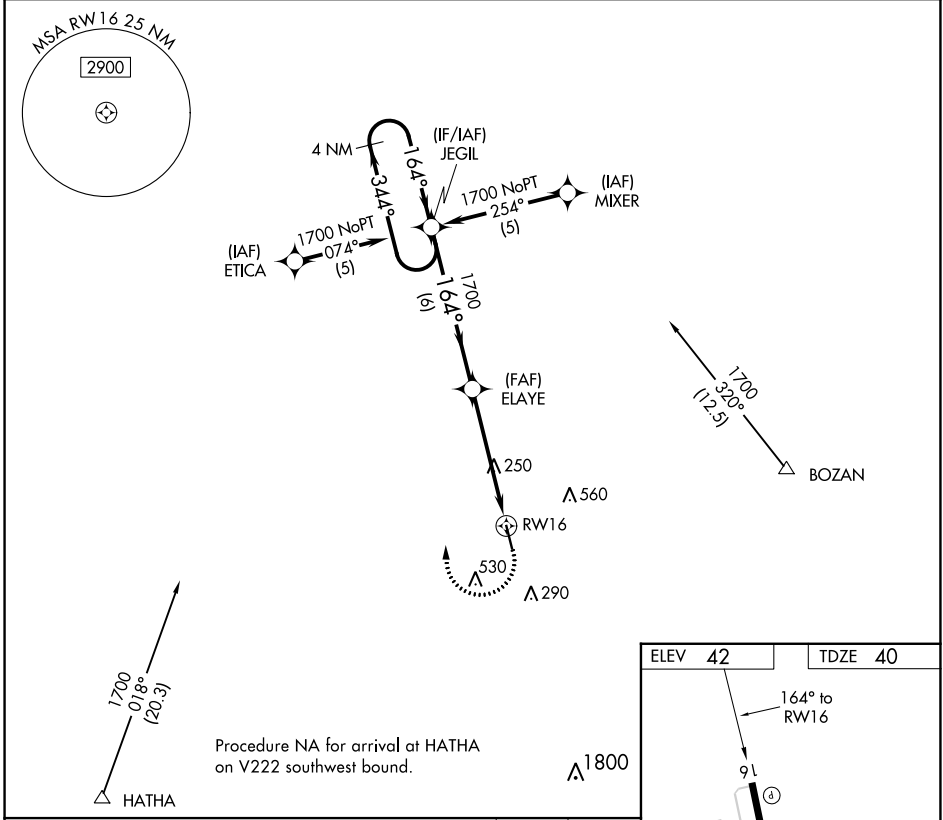 MSA RW16 25 NM
2900
4 NM
164°
344°
(IF/IAF)
JEGIL
1700 NoPT
254°
(5)
(IAF)
MIXER
(IAF)
ETICA
1700 NoPT
074°
(5)
1700
164°
(6)
(FAF)
ELAYE
250
560
RW16
530
290
1700
320°
(12.5)
BOZAN
1700
018°
(20.3)
HATHA
Procedure NA for arrival at HATHA
on V222 southwest bound.
1800
ELEV 42
TDZE 40
164° to
RW16
16
P